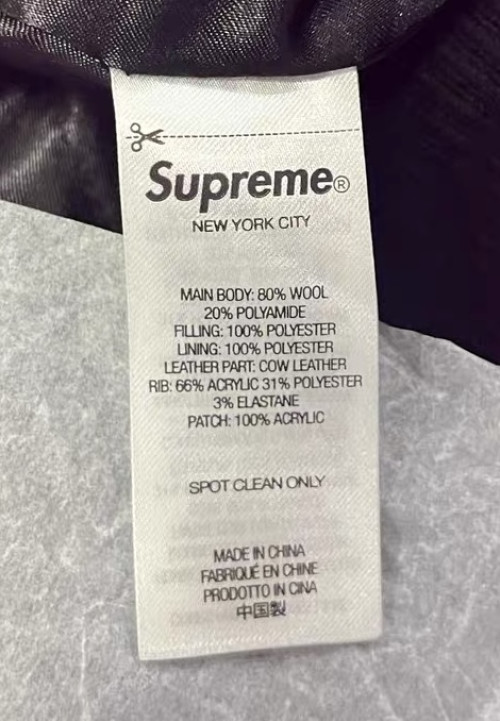 Supreme®
NEW YORK CITY
MAIN BODY: 80% WOOL
20% POLYAMIDE
FILLING: 100% POLYESTER
LINING: 100% POLYESTER
LEATHER PART: COW LEATHER
RIB: 66% ACRYLIC 31% POLYESTER
3% ELASTANE
PATCH: 100% ACRYLIC
SPOT CLEAN ONLY
MADE IN CHINA
FABRIQUÉ EN CHINE
PRODOTTO IN CINA
中国製